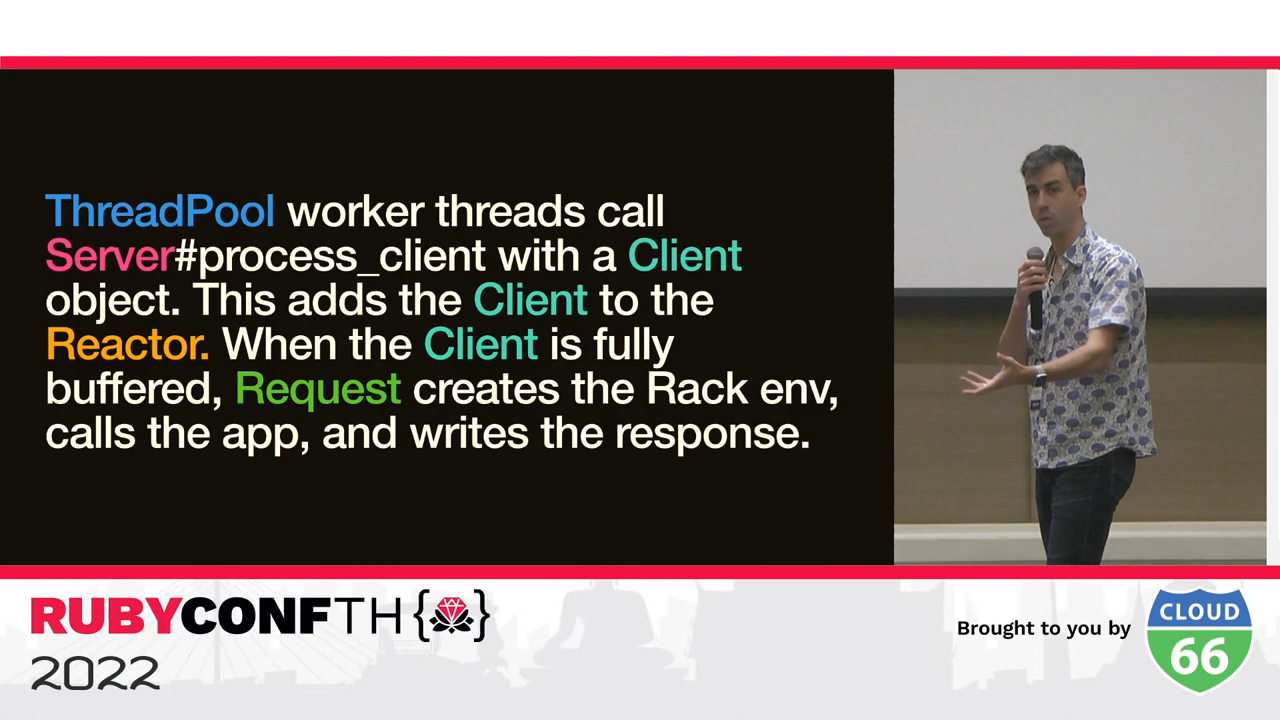 ThreadPool worker threads call
Server#process_client with a Client
object. This adds the Client to the
Reactor. When the Client is fully
buffered, Request creates the Rack env,
calls the app, and writes the response.
RUBYCONFTH{}
2022
Brought to you by
CLOUD
66